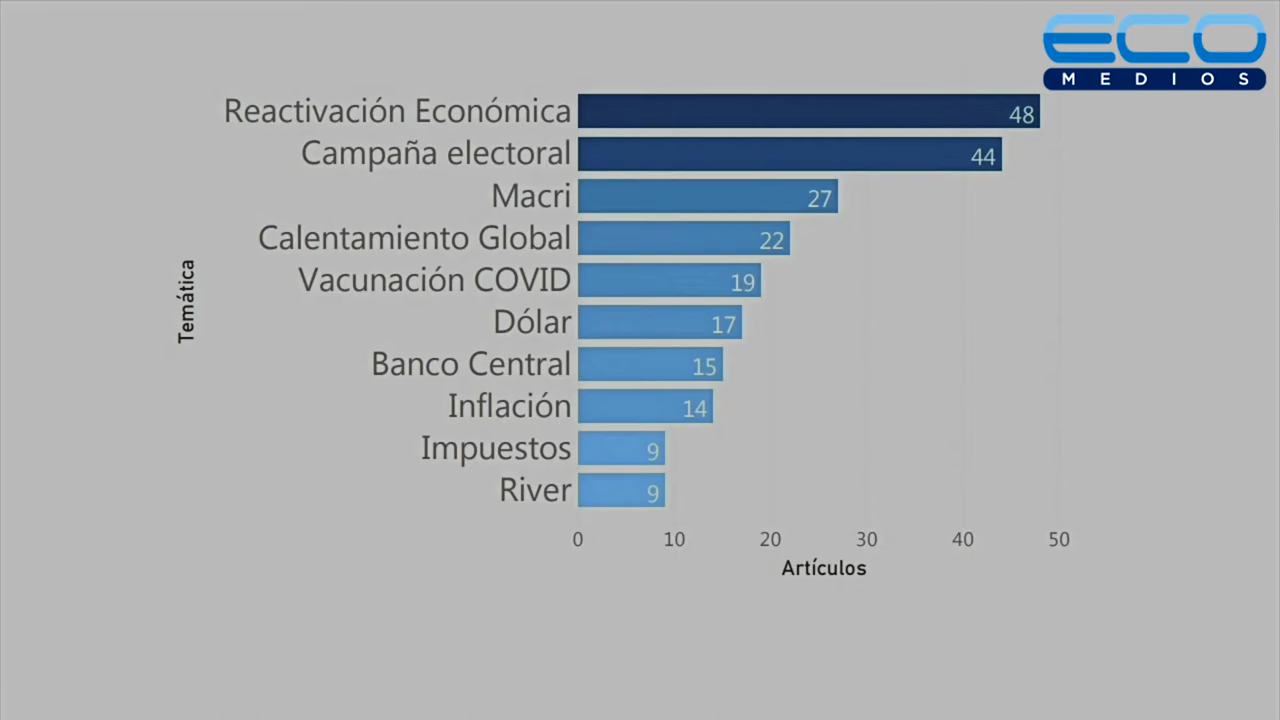 ECO
MEDIOS
Reactivación Económica 48
Campaña electoral 44
Macri 27
Calentamiento Global 22
Vacunación COVID 19
Dólar 17
Banco Central 15
Inflación 14
Impuestos 9
River 9
Temática
0 10 20 30 40 50
Artículos